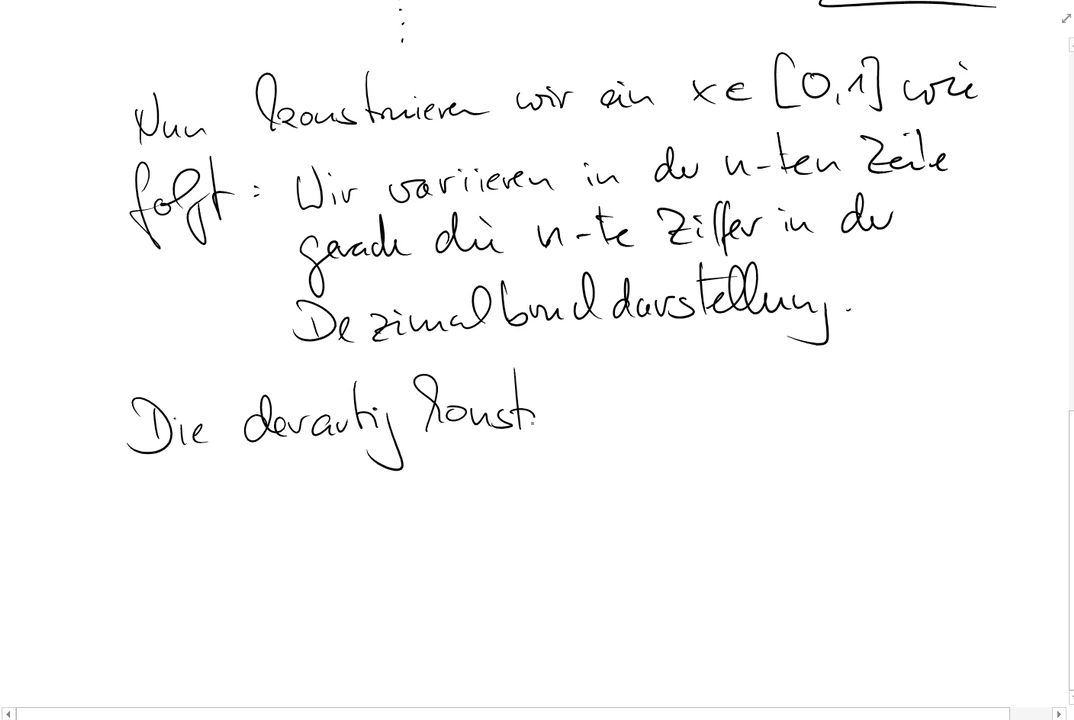 Nun konstruieren wir ein x ∈ [0,1] wie
folgt: Wir variieren in der n-ten Zeile
gerade die n-te Ziffer in der
Dezimalbruchdarstellung.
Die derartig konst